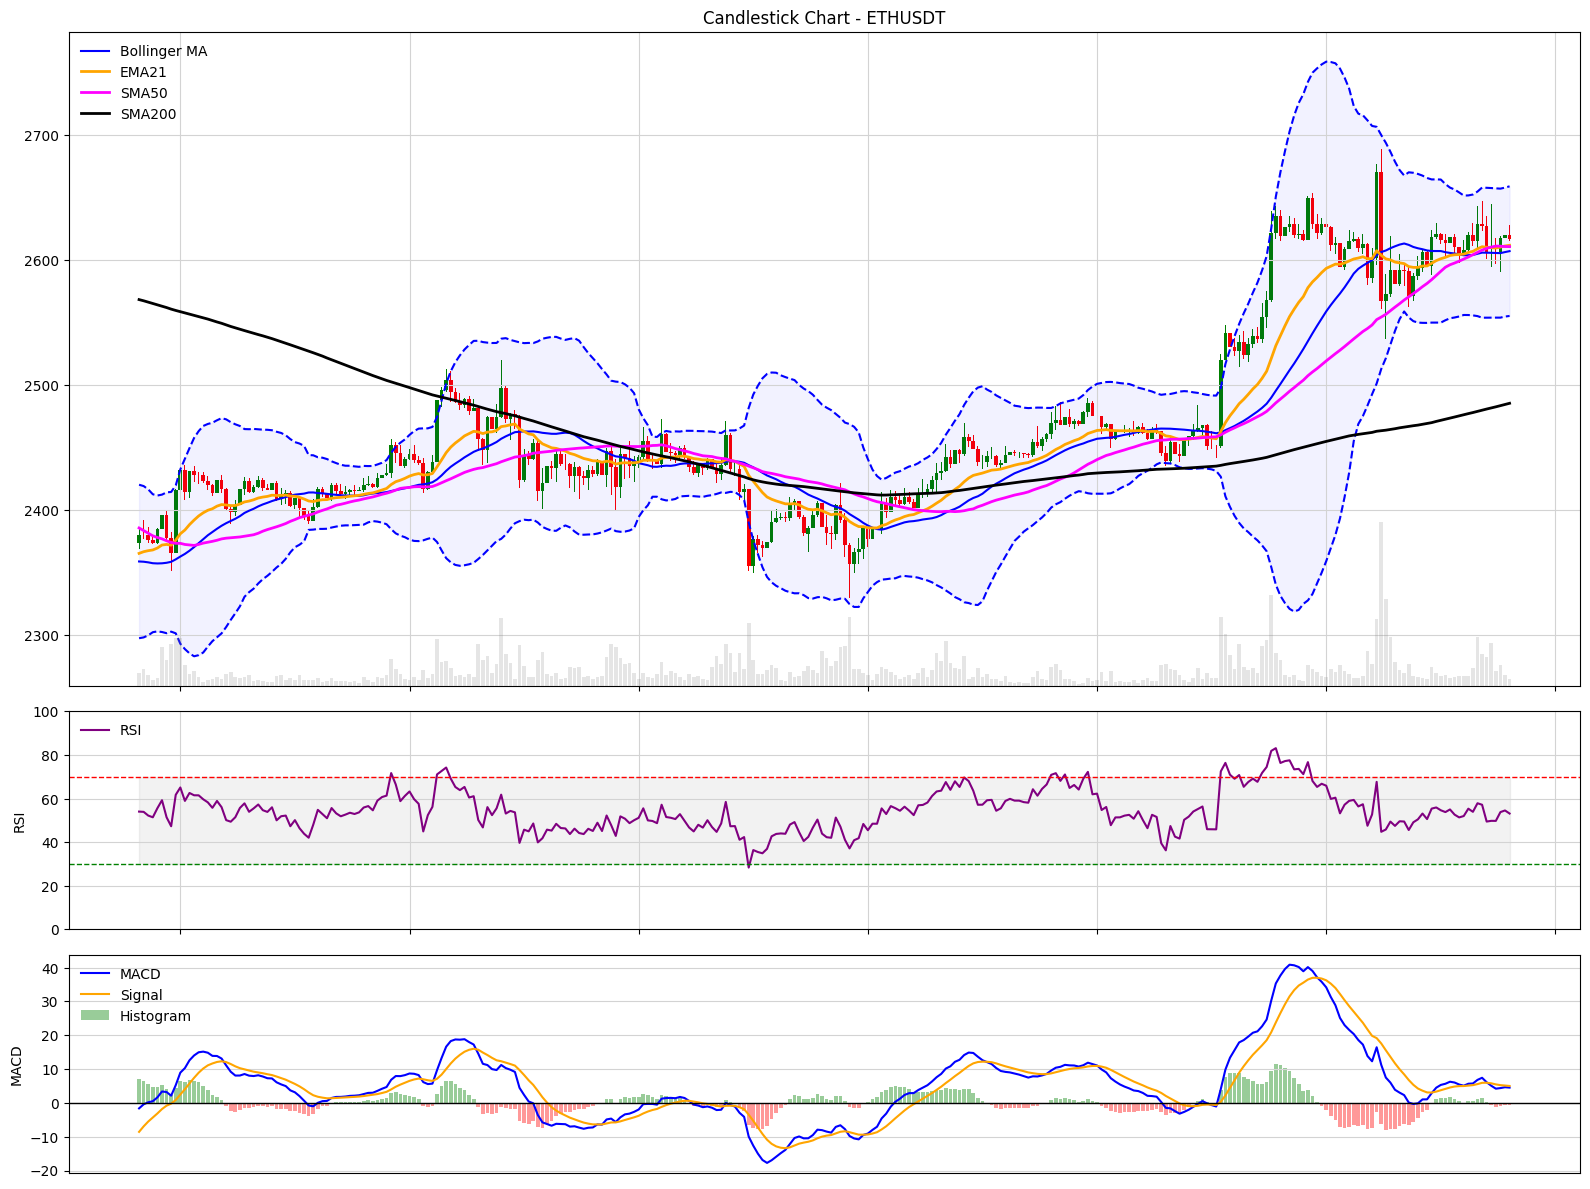 Candlestick Chart - ETHUSDT
Bollinger MA
EMA21
SMA50
SMA200
2700
2600
2500
2400
2300
100
80
60
40
20
0
RSI
RSI
40
30
20
10
0
−10
−20
MACD
MACD
Signal
Histogram